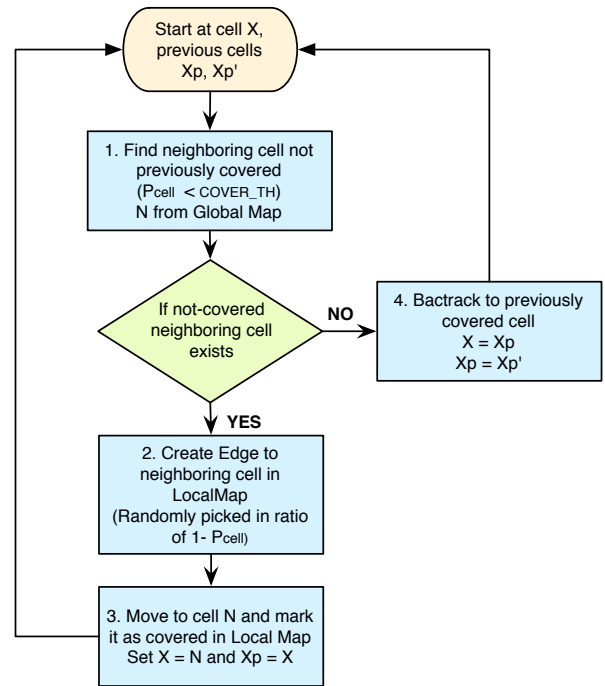 Start at cell X,
previous cells
Xp, Xp'
1. Find neighboring cell not
previously covered
(Pcell < COVER_TH)
N from Global Map
If not-covered
neighboring cell
exists
NO
4. Bactrack to previously
covered cell
X = Xp
Xp = Xp'
YES
2. Create Edge to
neighboring cell in
LocalMap
(Randomly picked in ratio
of 1- Pcell)
3. Move to cell N and mark
it as covered in Local Map
Set X = N and Xp = X